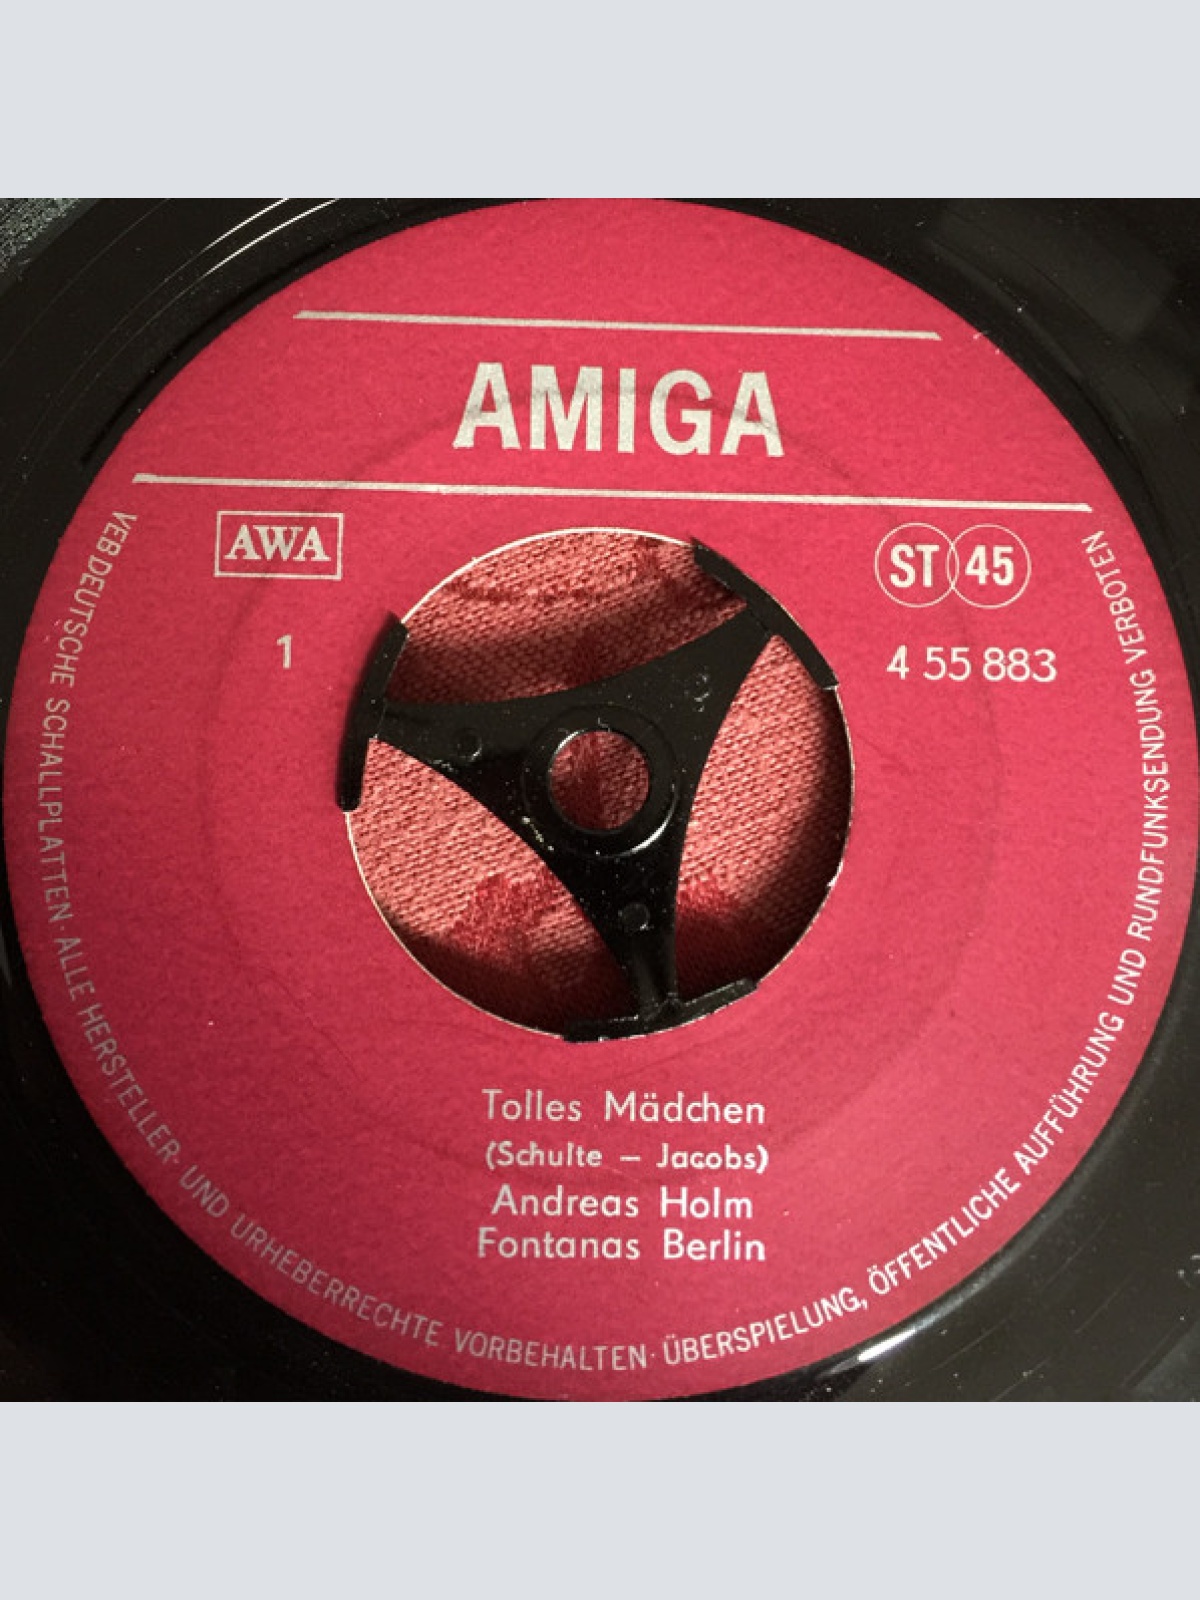 AMIGA
AWA
ST 45
1
4 55 883
Tolles Mädchen
(Schulte – Jacobs)
Andreas Holm
Fontanas Berlin
VEB DEUTSCHE SCHALLPLATTEN · ALLE HERSTELLER- UND URHEBERRECHTE VORBEHALTEN · ÜBERSPIELUNG, ÖFFENTLICHE AUFFÜHRUNG UND RUNDFUNKSENDUNG VERBOTEN